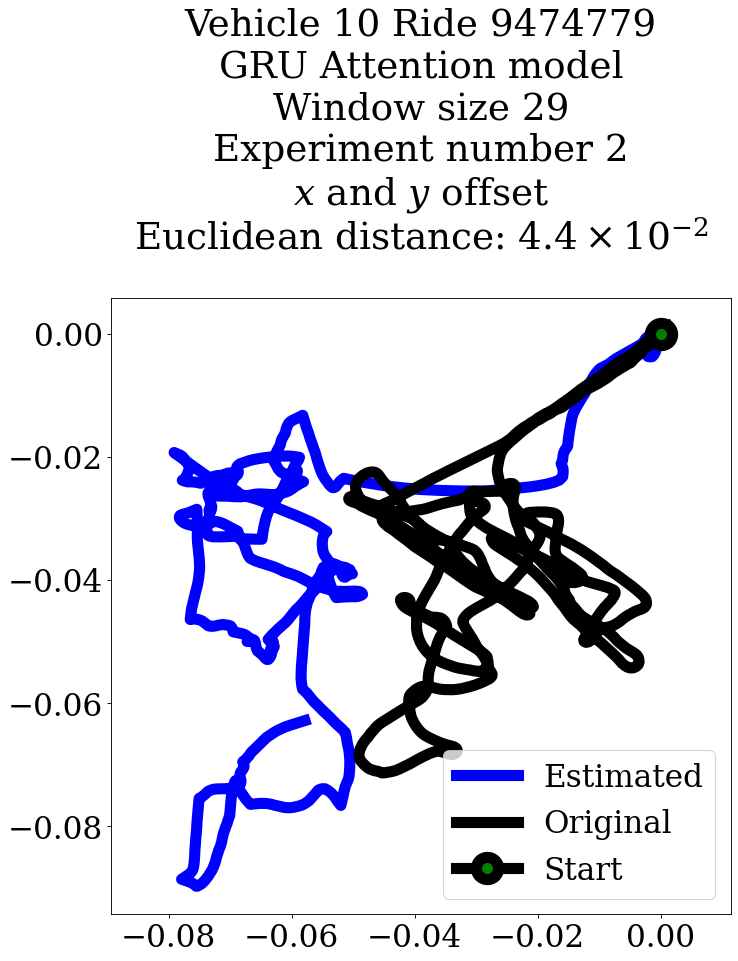 Vehicle 10 Ride 9474779
GRU Attention model
Window size 29
Experiment number 2
x and y offset
Euclidean distance: 4.4 × 10⁻²
0.00
−0.02
−0.04
−0.06
−0.08
Estimated
Original
Start
−0.08 −0.06 −0.04 −0.02 0.00